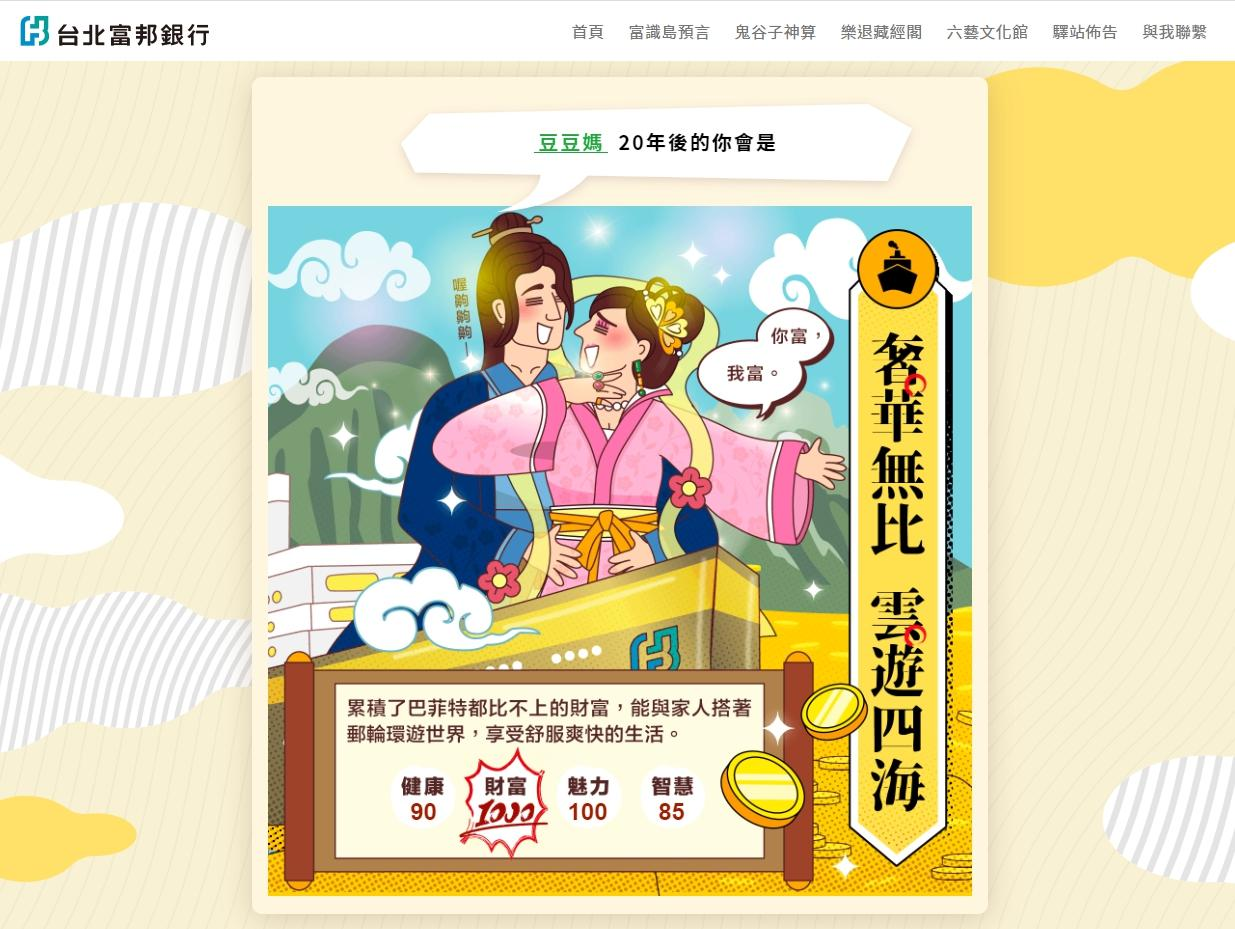 台北富邦銀行
首頁 富識島預言 鬼谷子神算 樂退藏經閣 六藝文化館 驛站佈告 與我聯繫
豆豆媽 20年後的你會是
喔齁齁齁～
你富，
我富。
奢華無比 雲遊四海
累積了巴菲特都比不上的財富，能與家人搭著
郵輪環遊世界，享受舒服爽快的生活。
健康 財富 魅力 智慧
90 1000 100 85